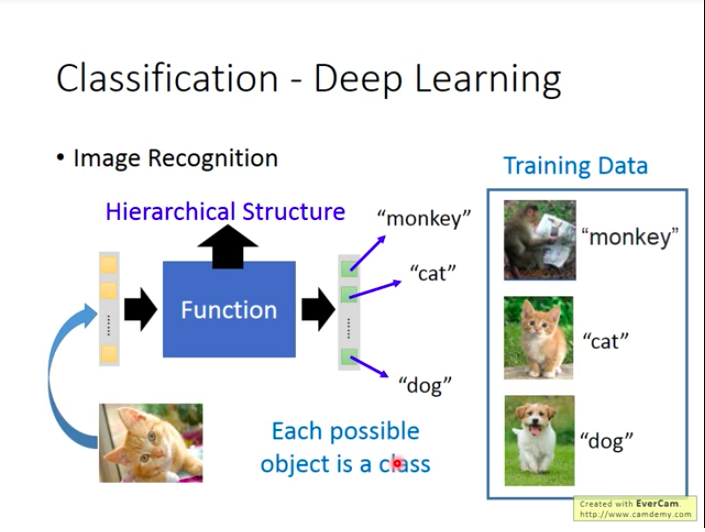 Classification - Deep Learning
• Image Recognition
Training Data
Hierarchical Structure
"monkey"
"cat"
......
Function
......
"dog"
Each possible
object is a class
"monkey"
"cat"
"dog"
Created with EverCam.
http://www.camdemy.com